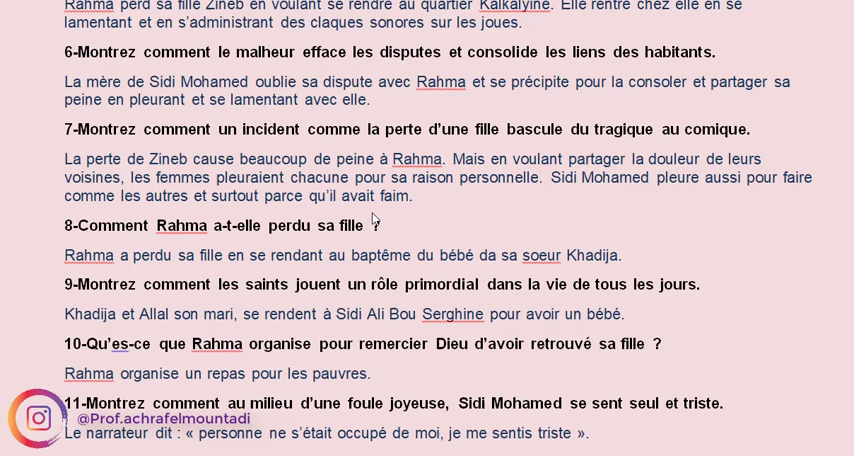 Rahma perd sa fille Zineb en voulant se rendre au quartier Kalkalyine. Elle rentre chez elle en se
lamentant et en s’administrant des claques sonores sur les joues.
6-Montrez comment le malheur efface les disputes et consolide les liens des habitants.
La mère de Sidi Mohamed oublie sa dispute avec Rahma et se précipite pour la consoler et partager sa
peine en pleurant et se lamentant avec elle.
7-Montrez comment un incident comme la perte d’une fille bascule du tragique au comique.
La perte de Zineb cause beaucoup de peine à Rahma. Mais en voulant partager la douleur de leurs
voisines, les femmes pleuraient chacune pour sa raison personnelle. Sidi Mohamed pleure aussi pour faire
comme les autres et surtout parce qu’il avait faim.
8-Comment Rahma a-t-elle perdu sa fille ?
Rahma a perdu sa fille en se rendant au baptême du bébé da sa soeur Khadija.
9-Montrez comment les saints jouent un rôle primordial dans la vie de tous les jours.
Khadija et Allal son mari, se rendent à Sidi Ali Bou Serghine pour avoir un bébé.
10-Qu’es-ce que Rahma organise pour remercier Dieu d’avoir retrouvé sa fille ?
Rahma organise un repas pour les pauvres.
11-Montrez comment au milieu d’une foule joyeuse, Sidi Mohamed se sent seul et triste.
@Prof.achrafelmountadi
Le narrateur dit : « personne ne s’était occupé de moi, je me sentis triste ».